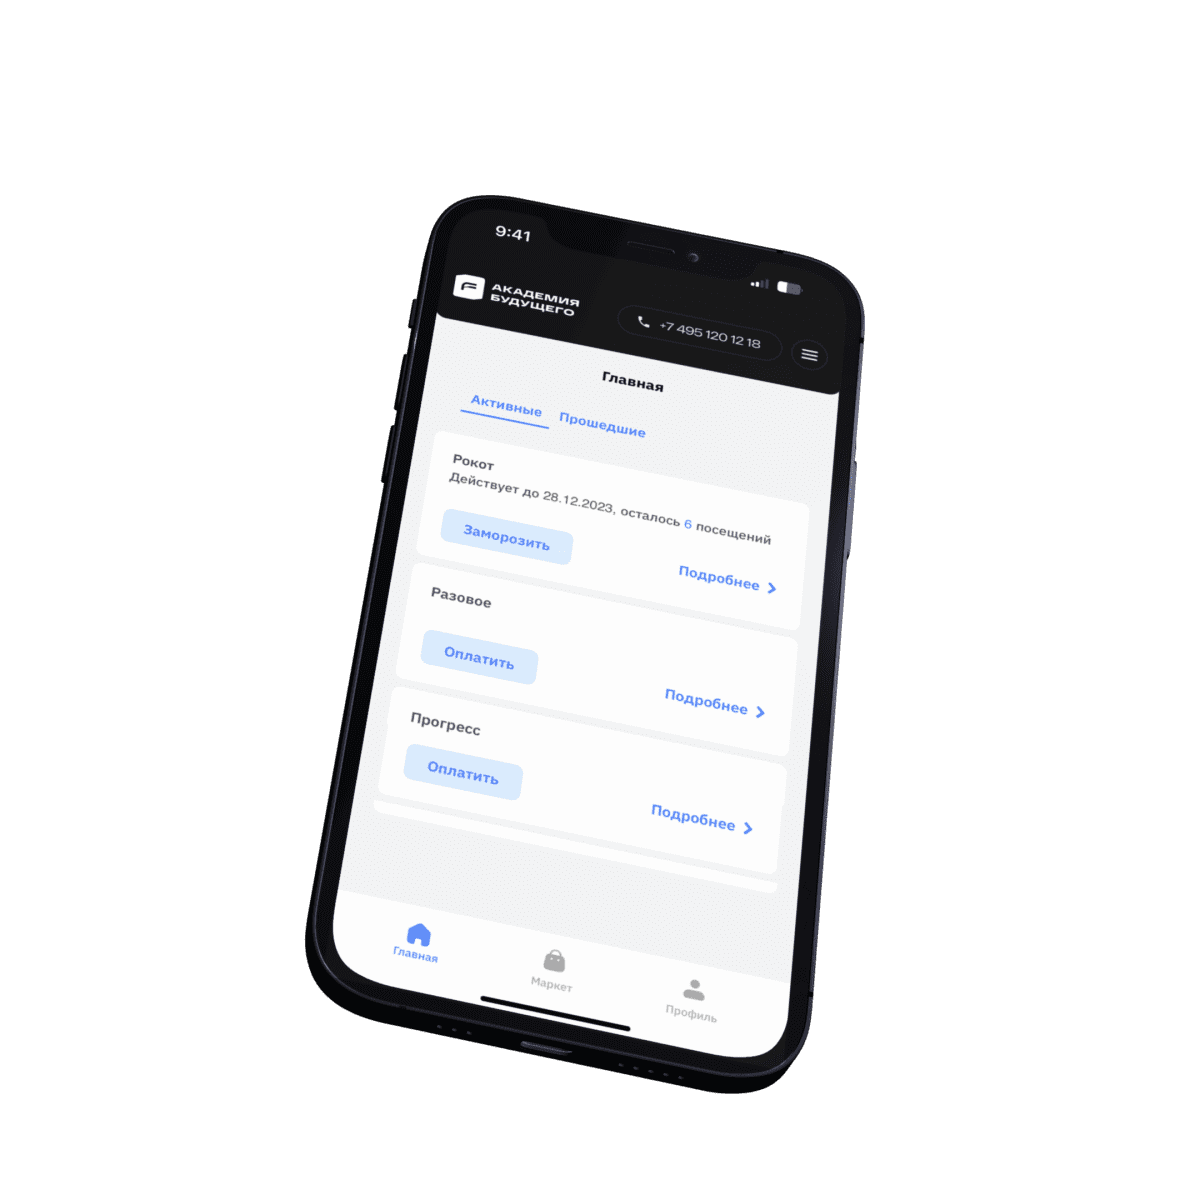 9:41
АКАДЕМИЯ
БУДУЩЕГО
+7 495 120 12 18
Главная
Активные
Прошедшие
Рокот
Действует до 28.12.2023, осталось 6 посещений
Заморозить
Подробнее
Разовое
Оплатить
Подробнее
Прогресс
Оплатить
Подробнее
Главная
Маркет
Профиль